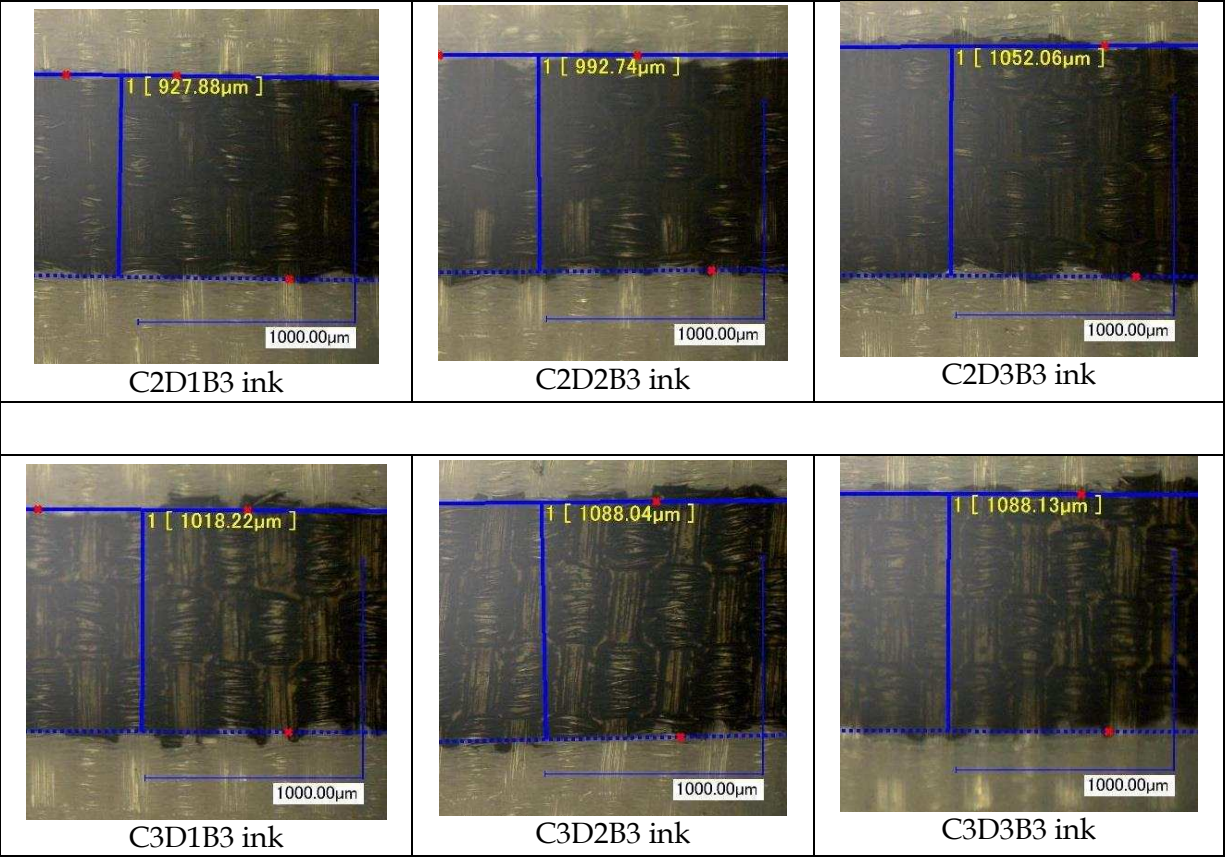 1 [ 927.88µm ]
1000.00µm
C2D1B3 ink
1 [ 992.74µm ]
1000.00µm
C2D2B3 ink
1 [ 1052.06µm ]
1000.00µm
C2D3B3 ink
1 [ 1018.22µm ]
1000.00µm
C3D1B3 ink
1 [ 1088.04µm ]
1000.00µm
C3D2B3 ink
1 [ 1088.13µm ]
1000.00µm
C3D3B3 ink